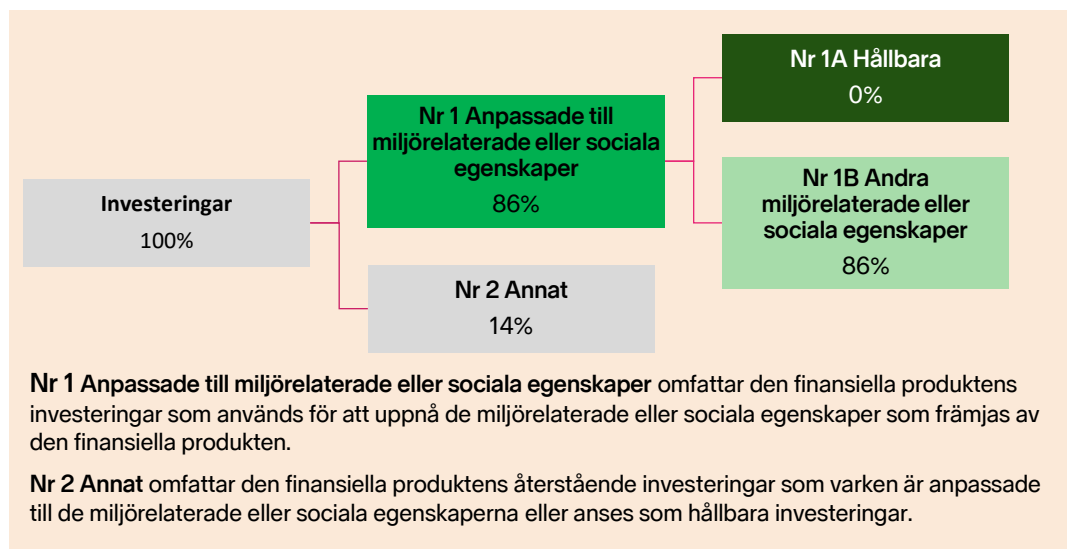 Investeringar
100%
Nr 1 Anpassade till
miljörelaterade eller sociala
egenskaper
86%
Nr 2 Annat
14%
Nr 1A Hållbara
0%
Nr 1B Andra
miljörelaterade eller
sociala egenskaper
86%
Nr 1 Anpassade till miljörelaterade eller sociala egenskaper omfattar den finansiella produktens
investeringar som används för att uppnå de miljörelaterade eller sociala egenskaper som främjas av
den finansiella produkten.
Nr 2 Annat omfattar den finansiella produktens återstående investeringar som varken är anpassade
till de miljörelaterade eller sociala egenskaperna eller anses som hållbara investeringar.